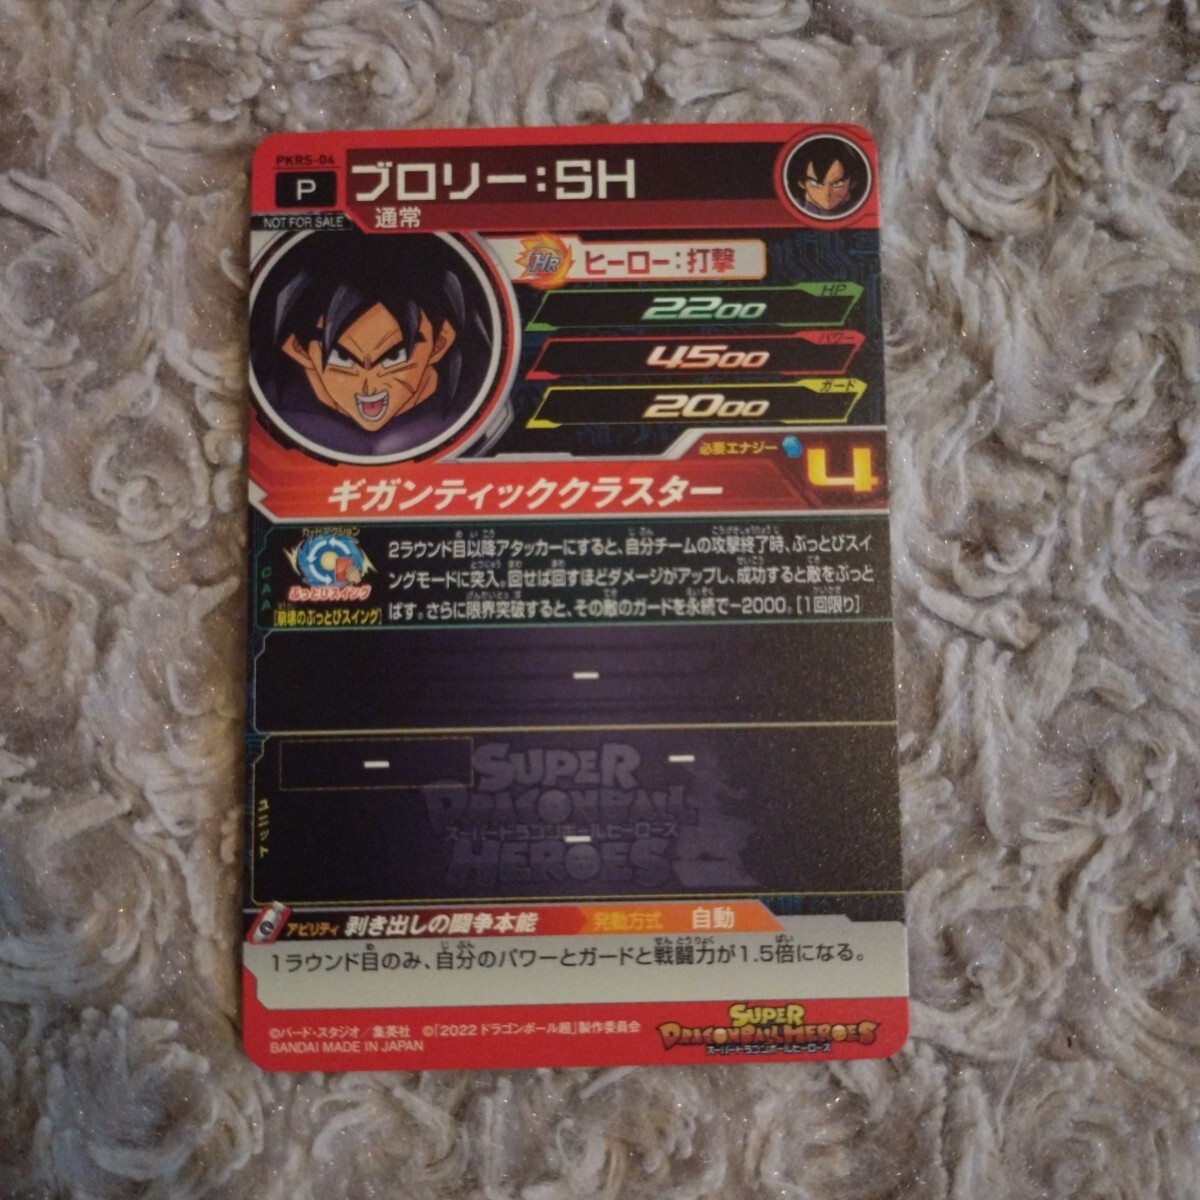 PKRS-04
P
ブロリー:SH
NOT FOR SALE
通常
HR
ヒーロー:打撃
HP
2200
パワー
4500
ガード
2000
必要エナジー
4
ギガンティッククラスター
カードアクション
ぶっとびスイング
CAA
[崩壊のぶっとびスイング]
2ラウンド目以降アタッカーにすると、自分チームの攻撃終了時、ぶっとびスイ
ングモードに突入。回せば回すほどダメージがアップし、成功すると敵をぶっと
ばす。さらに限界突破すると、その敵のガードを永続で−2000。[1回限り]
−
− −
ユニット
−
SUPER
DRAGONBALL
スーパードラゴンボールヒーローズ
HEROES
アビリティ 剥き出しの闘争本能 発動方式 自動
1ラウンド目のみ、自分のパワーとガードと戦闘力が1.5倍になる。
©バード・スタジオ/集英社 ©「2022 ドラゴンボール超」製作委員会
BANDAI MADE IN JAPAN
SUPER
DRAGONBALL HEROES
スーパードラゴンボールヒーローズ